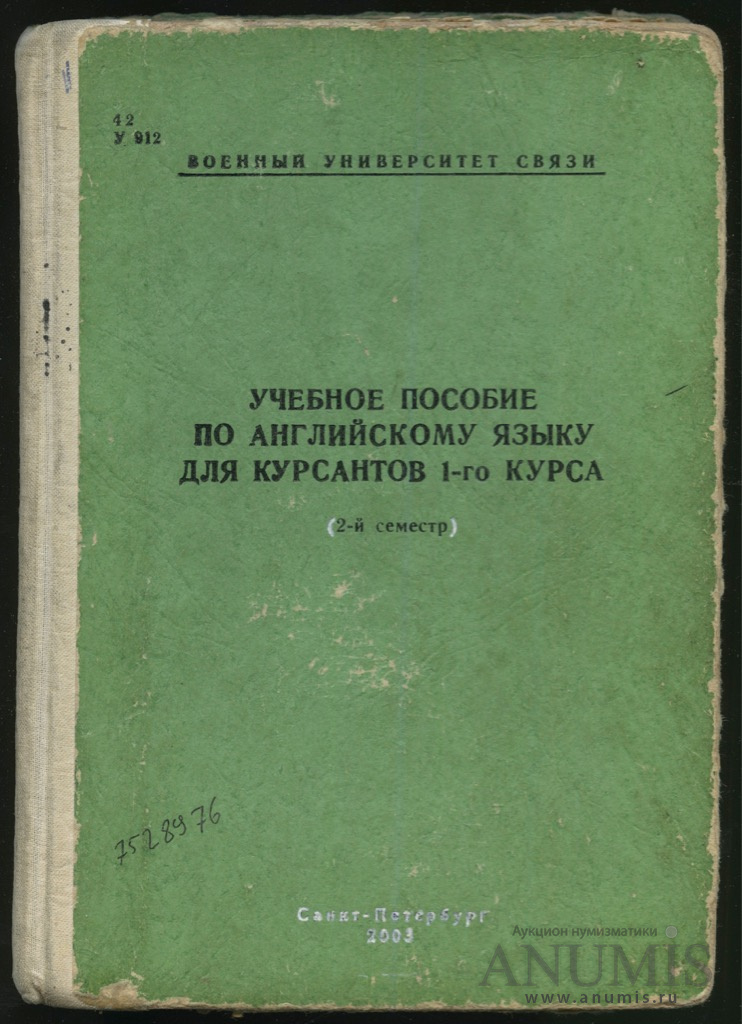 42
У 912
ВОЕННЫЙ УНИВЕРСИТЕТ СВЯЗИ
УЧЕБНОЕ ПОСОБИЕ
ПО АНГЛИЙСКОМУ ЯЗЫКУ
ДЛЯ КУРСАНТОВ 1-го КУРСА
(2-й семестр)
7528976
Санкт-Петербург
2003
Аукцион нумизматики
ANUMIS
www.anumis.ru